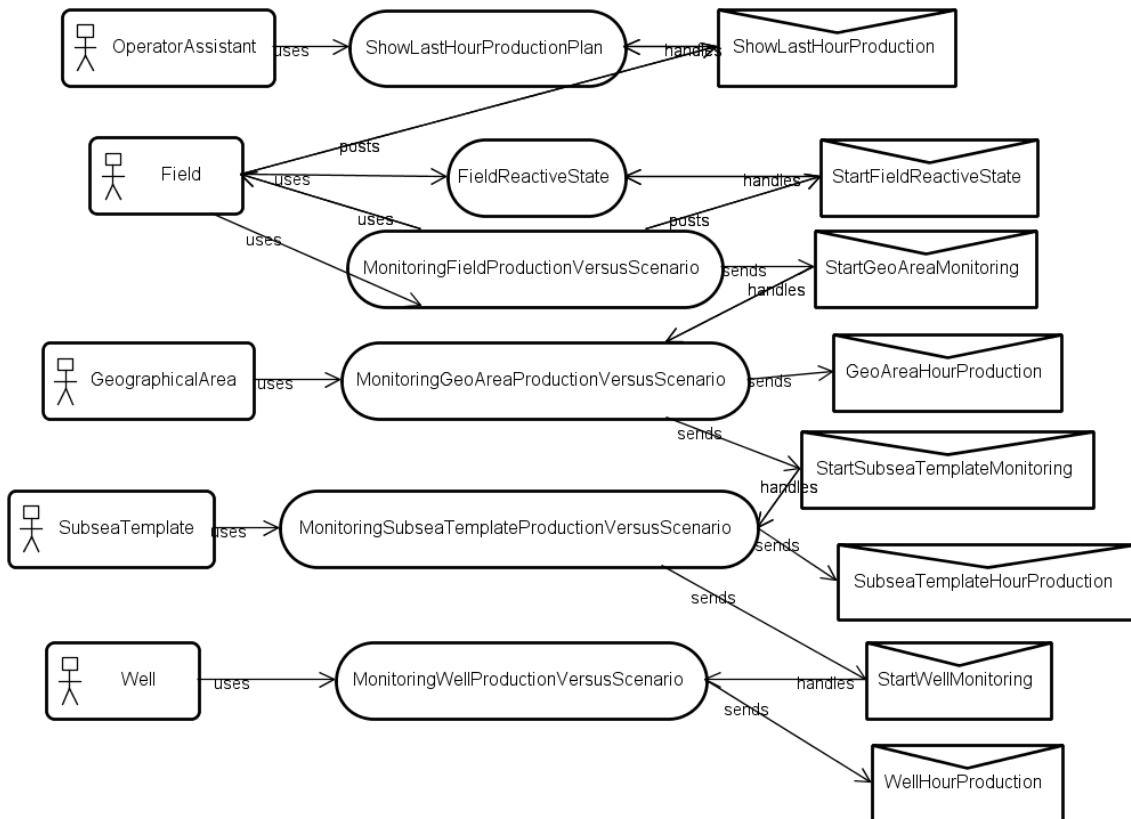 OperatorAssistant
uses
ShowLastHourProductionPlan
handles
ShowLastHourProduction
posts
Field
uses
FieldReactiveState
handles
StartFieldReactiveState
uses
posts
uses
MonitoringFieldProductionVersusScenario
sends
StartGeoAreaMonitoring
handles
GeographicalArea
uses
MonitoringGeoAreaProductionVersusScenario
sends
GeoAreaHourProduction
sends
StartSubseaTemplateMonitoring
handles
SubseaTemplate
uses
MonitoringSubseaTemplateProductionVersusScenario
sends
SubseaTemplateHourProduction
sends
Well
uses
MonitoringWellProductionVersusScenario
handles
StartWellMonitoring
sends
WellHourProduction